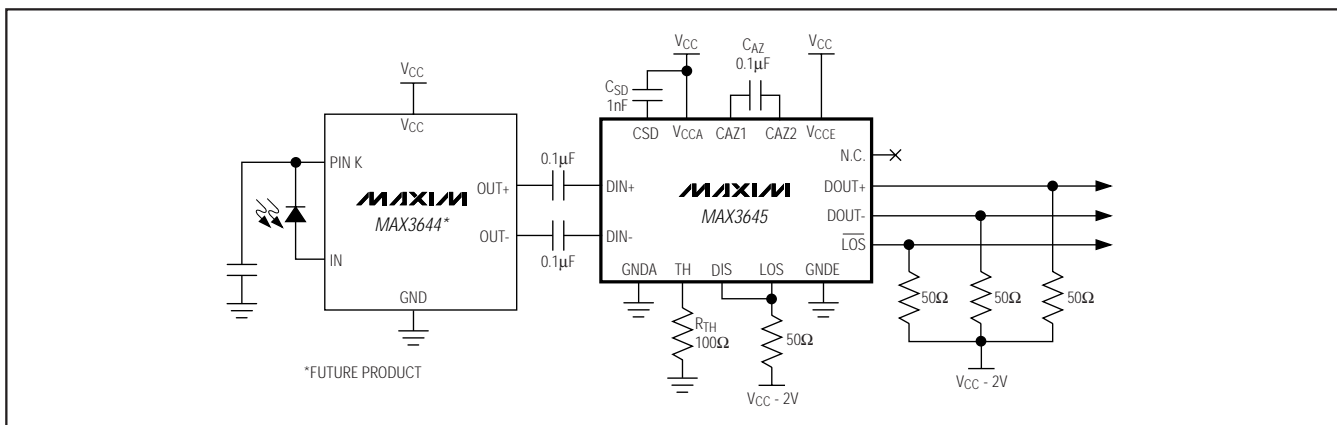 VCC
VCC
PIN K
MAXIM
MAX3644*
IN
GND
OUT+
OUT-
*FUTURE PRODUCT
0.1µF
0.1µF
VCC
CSD
1nF
CAZ
0.1µF
VCC
CSD
VCCA
CAZ1
CAZ2
VCCE
DIN+
DIN-
MAXIM
MAX3645
N.C.
DOUT+
DOUT-
LOS
GNDA
TH
DIS
LOS
GNDE
RTH
100Ω
50Ω
VCC - 2V
50Ω
50Ω
50Ω
VCC - 2V